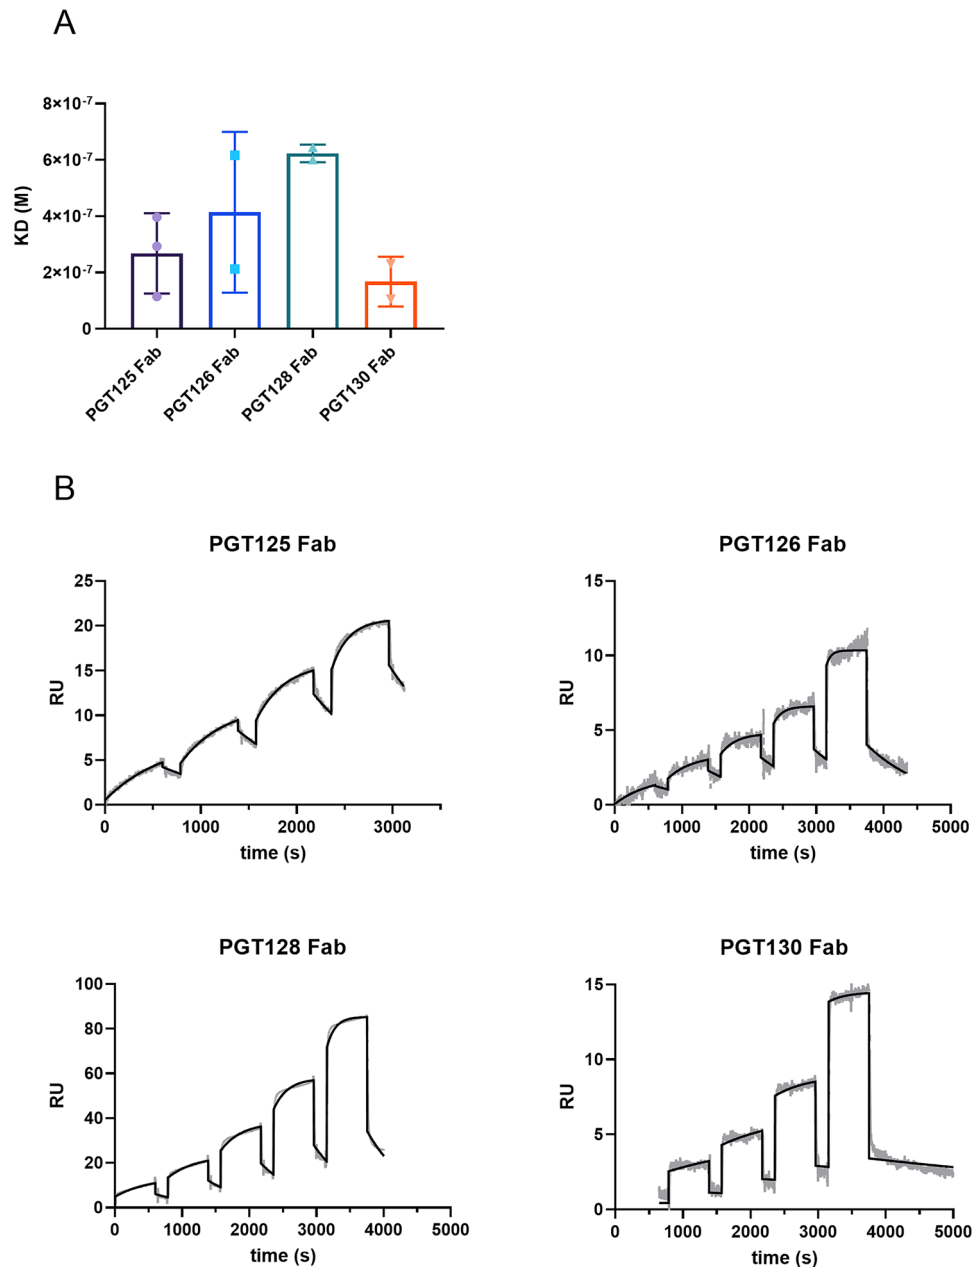 A
KD (M)
8×10⁻⁷
6×10⁻⁷
4×10⁻⁷
2×10⁻⁷
0
PGT125 Fab
PGT126 Fab
PGT128 Fab
PGT130 Fab
B
PGT125 Fab
RU
25
20
15
10
5
0
0 1000 2000 3000
time (s)
PGT126 Fab
RU
15
10
5
0
0 1000 2000 3000 4000 5000
time (s)
PGT128 Fab
RU
100
80
60
40
20
0
0 1000 2000 3000 4000 5000
time (s)
PGT130 Fab
RU
15
10
5
0
0 1000 2000 3000 4000 5000
time (s)